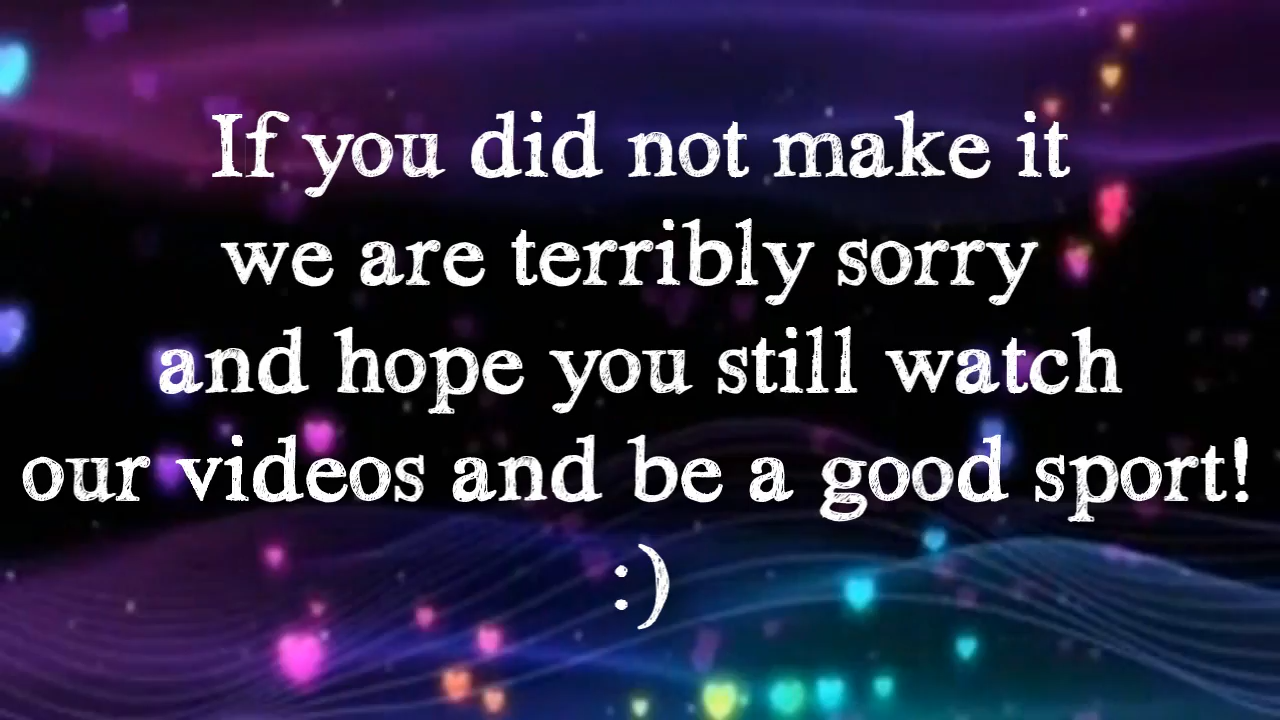 If you did not make it
we are terribly sorry
and hope you still watch
our videos and be a good sport!
:)